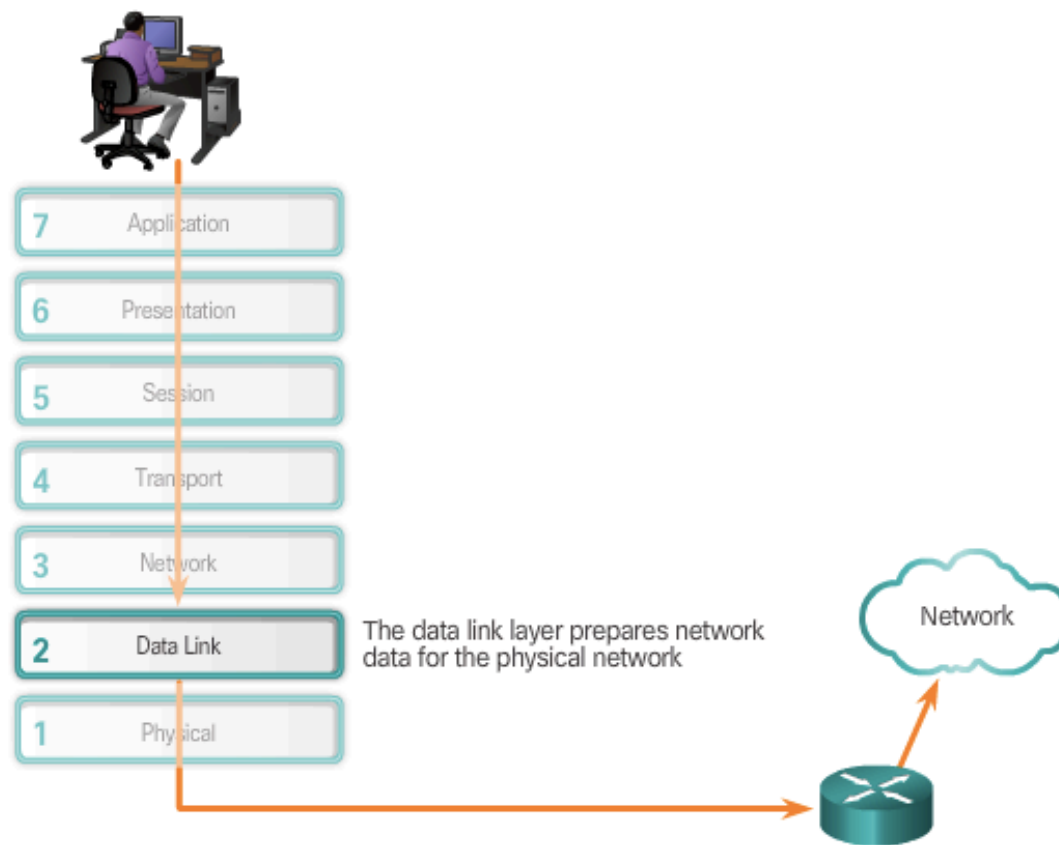 7 Application
6 Presentation
5 Session
4 Transport
3 Network
2 Data Link
The data link layer prepares network
data for the physical network
1 Physical
Network